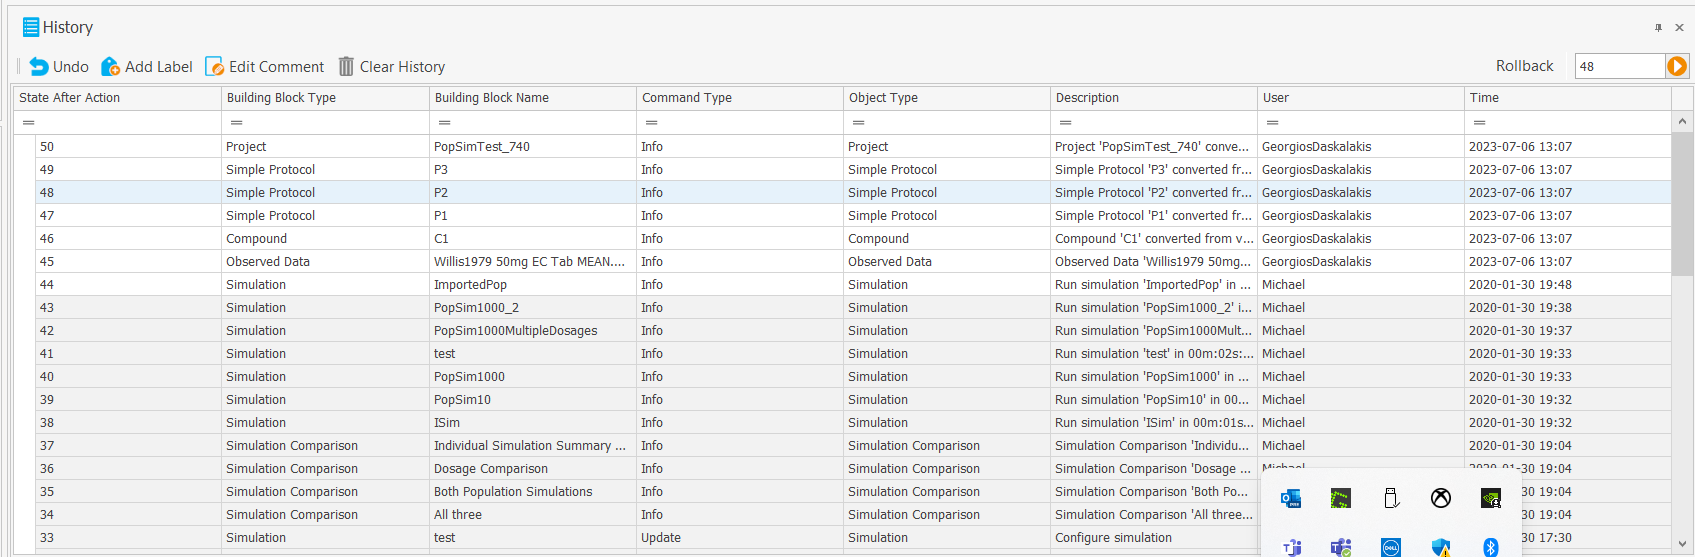 History
Undo Add Label Edit Comment Clear History Rollback 48
State After Action Building Block Type Building Block Name Command Type Object Type Description User Time
= = = = = = = =
50 Project PopSimTest_740 Info Project Project 'PopSimTest_740' conve... GeorgiosDaskalakis 2023-07-06 13:07
49 Simple Protocol P3 Info Simple Protocol Simple Protocol 'P3' converted fr... GeorgiosDaskalakis 2023-07-06 13:07
48 Simple Protocol P2 Info Simple Protocol Simple Protocol 'P2' converted fr... GeorgiosDaskalakis 2023-07-06 13:07
47 Simple Protocol P1 Info Simple Protocol Simple Protocol 'P1' converted fr... GeorgiosDaskalakis 2023-07-06 13:07
46 Compound C1 Info Compound Compound 'C1' converted from v... GeorgiosDaskalakis 2023-07-06 13:07
45 Observed Data Willis1979 50mg EC Tab MEAN.... Info Observed Data Observed Data 'Willis1979 50mg... GeorgiosDaskalakis 2023-07-06 13:07
44 Simulation ImportedPop Info Simulation Run simulation 'ImportedPop' in ... Michael 2020-01-30 19:48
43 Simulation PopSim1000_2 Info Simulation Run simulation 'PopSim1000_2' i... Michael 2020-01-30 19:38
42 Simulation PopSim1000MultipleDosages Info Simulation Run simulation 'PopSim1000Mult... Michael 2020-01-30 19:37
41 Simulation test Info Simulation Run simulation 'test' in 00m:02s:... Michael 2020-01-30 19:33
40 Simulation PopSim1000 Info Simulation Run simulation 'PopSim1000' in ... Michael 2020-01-30 19:33
39 Simulation PopSim10 Info Simulation Run simulation 'PopSim10' in 00... Michael 2020-01-30 19:32
38 Simulation ISim Info Simulation Run simulation 'ISim' in 00m:01s... Michael 2020-01-30 19:32
37 Simulation Comparison Individual Simulation Summary ... Info Simulation Comparison Simulation Comparison 'Individu... Michael 2020-01-30 19:04
36 Simulation Comparison Dosage Comparison Info Simulation Comparison Simulation Comparison 'Dosage ... Michael 2020-01-30 19:04
35 Simulation Comparison Both Population Simulations Info Simulation Comparison Simulation Comparison 'Both Po... 30 19:04
34 Simulation Comparison All three Info Simulation Comparison Simulation Comparison 'All three... 30 19:04
33 Simulation test Update Simulation Configure simulation 30 17:30
DELL